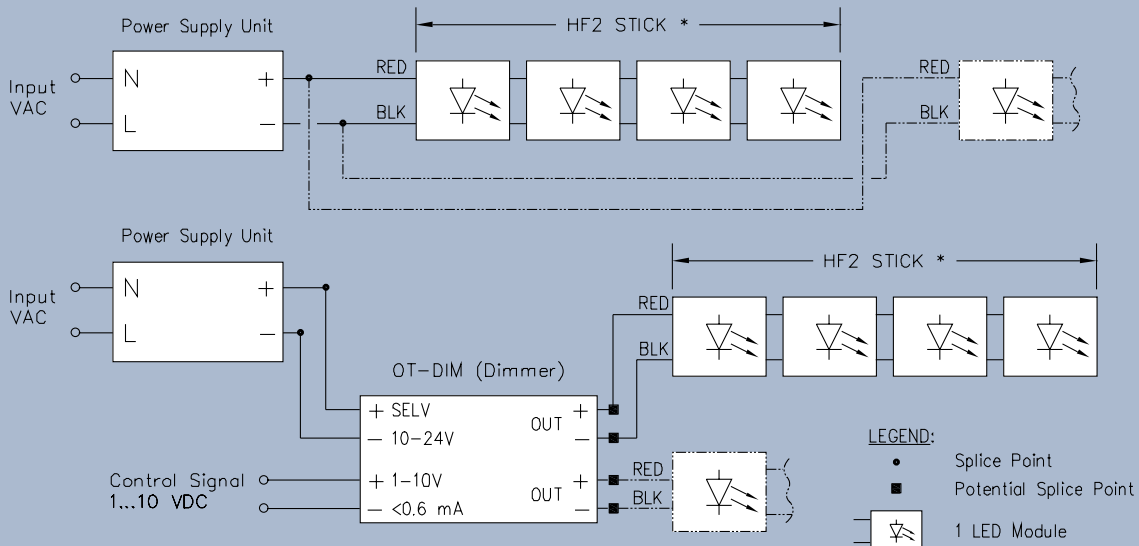 Power Supply Unit
HF2 STICK *
Input
VAC
N
L
+
−
RED
BLK
RED
BLK
Power Supply Unit
HF2 STICK *
Input
VAC
N
L
+
−
RED
BLK
OT-DIM (Dimmer)
+ SELV
− 10-24V
OUT +
−
+ 1-10V
− <0.6 mA
OUT +
−
Control Signal
1...10 VDC
RED
BLK
LEGEND:
Splice Point
Potential Splice Point
1 LED Module